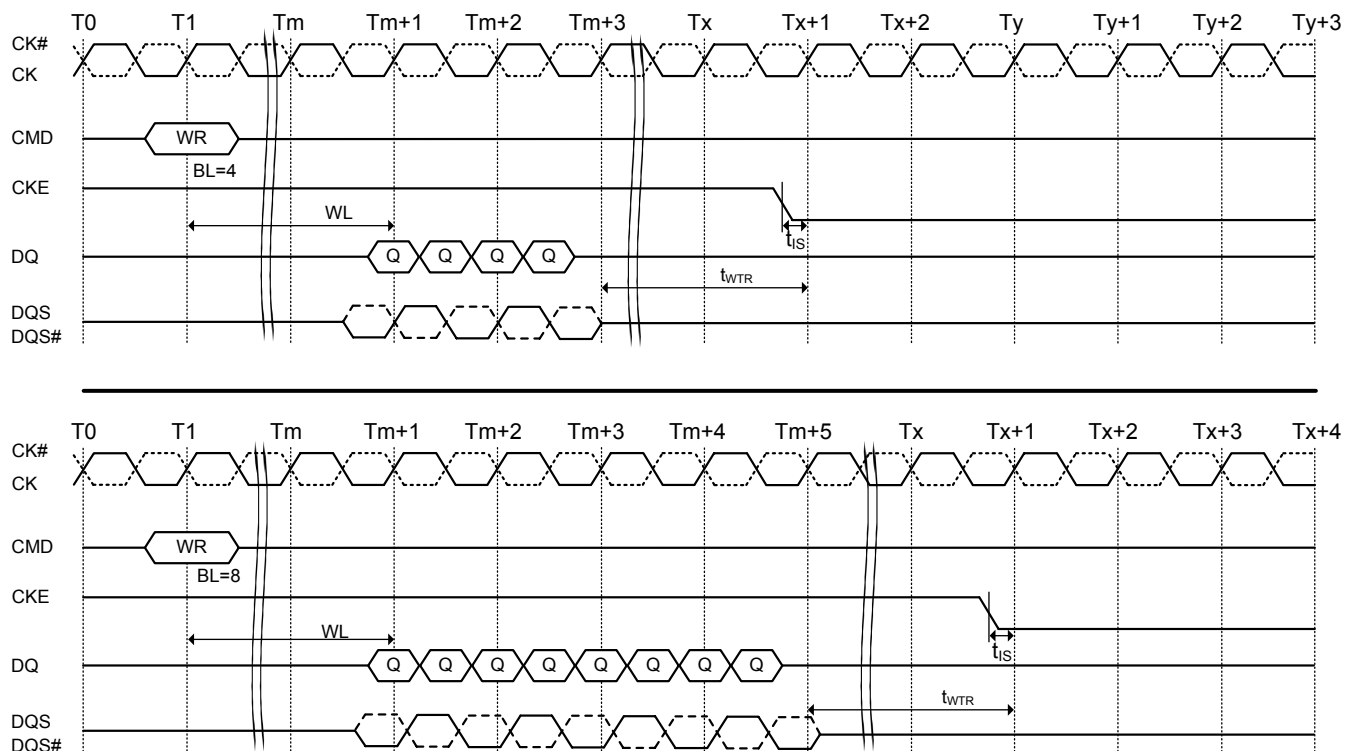 T0 T1 Tm Tm+1 Tm+2 Tm+3 Tx Tx+1 Tx+2 Ty Ty+1 Ty+2 Ty+3
CK#
CK
CMD WR
BL=4
CKE
WL
tIS
DQ Q Q Q Q
tWTR
DQS
DQS#
T0 T1 Tm Tm+1 Tm+2 Tm+3 Tm+4 Tm+5 Tx Tx+1 Tx+2 Tx+3 Tx+4
CK#
CK
CMD WR
BL=8
CKE
WL
tIS
DQ Q Q Q Q Q Q Q Q
tWTR
DQS
DQS#